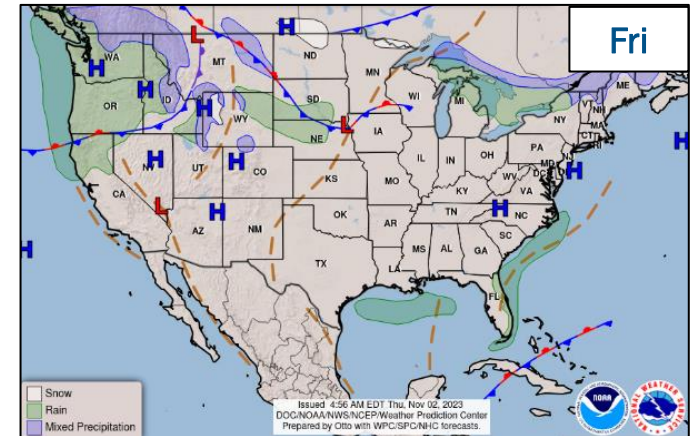 Fri
H
L
H
WA
MT
ND
MN
H
OR
ID
H
WY
SD
WI
MI
ME
VT
NH
NY
MA
CT
RI
L
NE
IA
PA
NJ
H
NV
H
UT
H
CO
KS
MO
IL
IN
OH
WV
MD
DC
DE
VA
H
H
CA
L
H
AZ
NM
OK
AR
KY
TN
H
NC
SC
H
TX
LA
MS
AL
GA
FL
Snow
Rain
Mixed Precipitation
Issued 4:56 AM EDT Thu, Nov 02, 2023
DOC/NOAA/NWS/NCEP/Weather Prediction Center
Prepared by Otto with WPC/SPC/NHC forecasts.
NOAA
NATIONAL WEATHER SERVICE